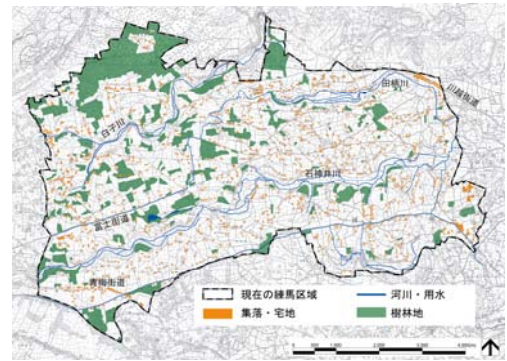 田柄川
川越街道
白子川
石神井川
富士街道
青梅街道
現在の練馬区域
河川・用水
集落・宅地
樹林地